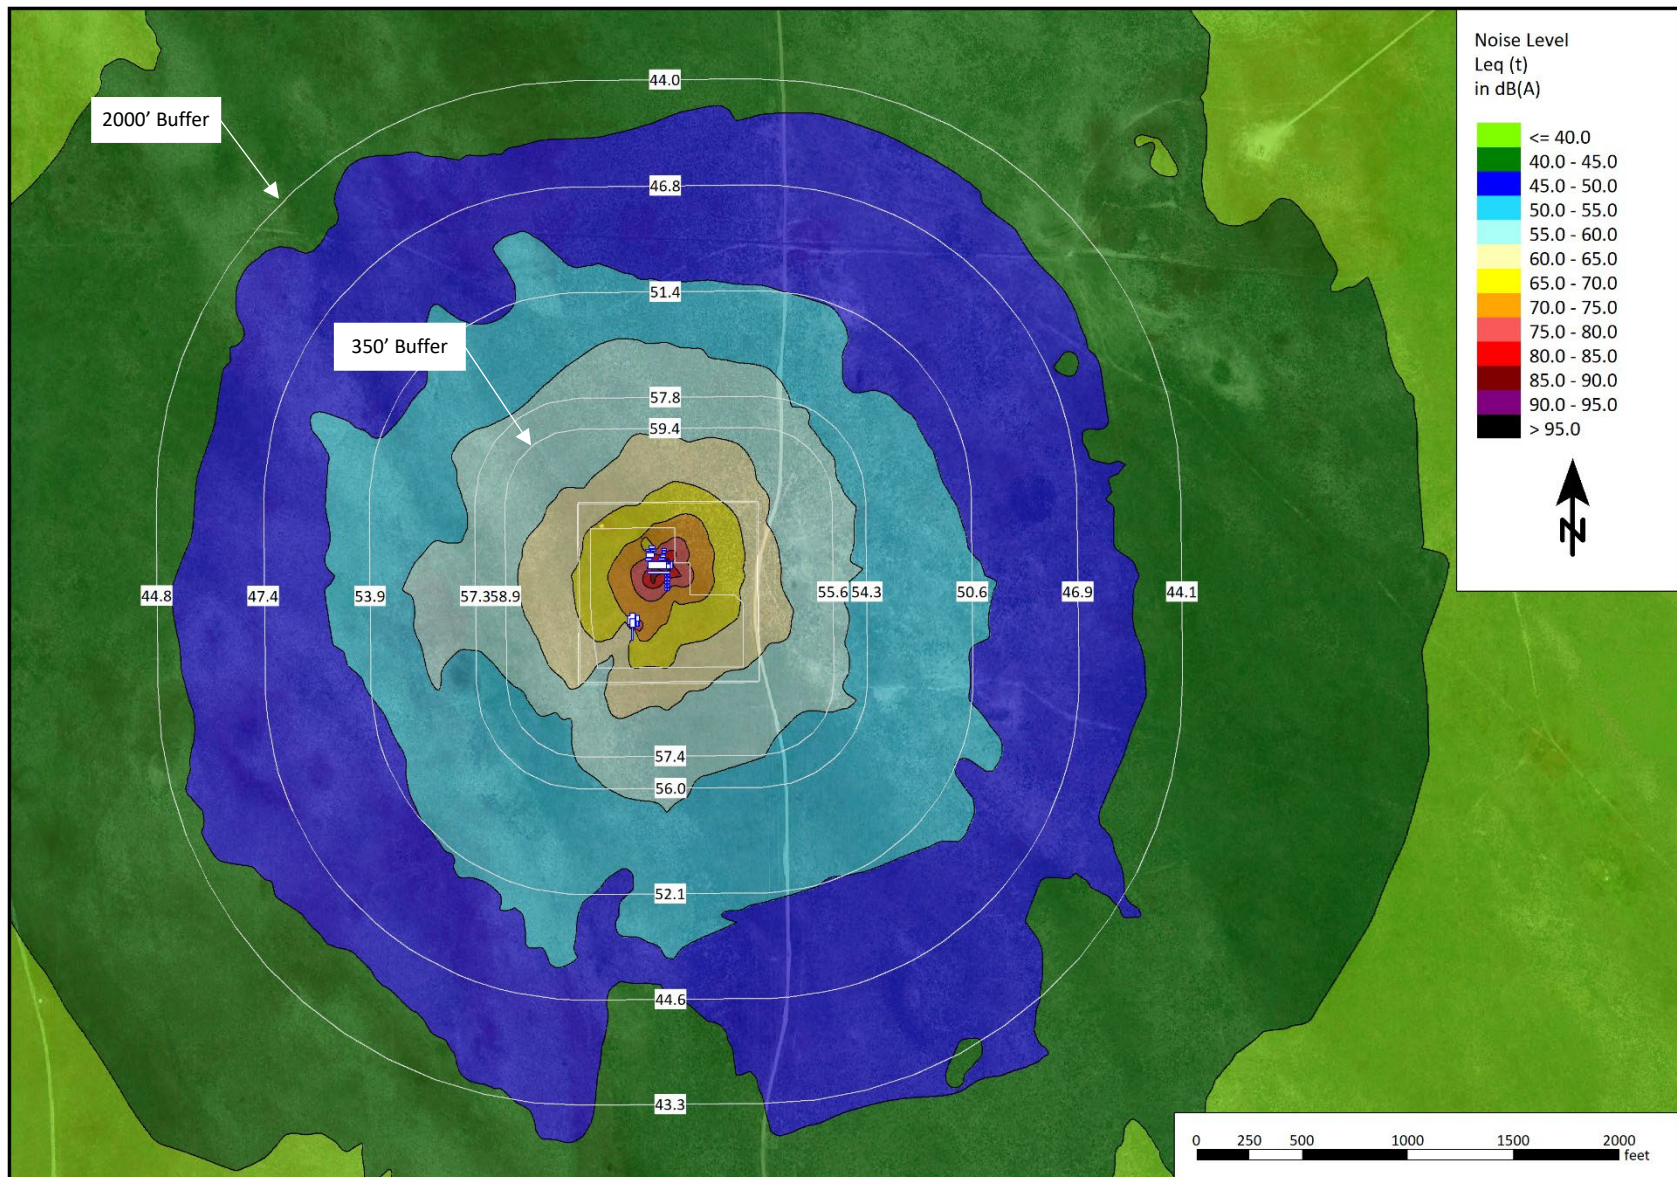 Noise Level
Leq (t)
in dB(A)
<= 40.0
40.0 - 45.0
45.0 - 50.0
50.0 - 55.0
55.0 - 60.0
60.0 - 65.0
65.0 - 70.0
70.0 - 75.0
75.0 - 80.0
80.0 - 85.0
85.0 - 90.0
90.0 - 95.0
> 95.0
N
44.0
2000' Buffer
46.8
51.4
350' Buffer
57.8
59.4
44.8 47.4 53.9 57.3 58.9 55.6 54.3 50.6 46.9 44.1
57.4
56.0
52.1
44.6
43.3
0 250 500 1000 1500 2000
feet